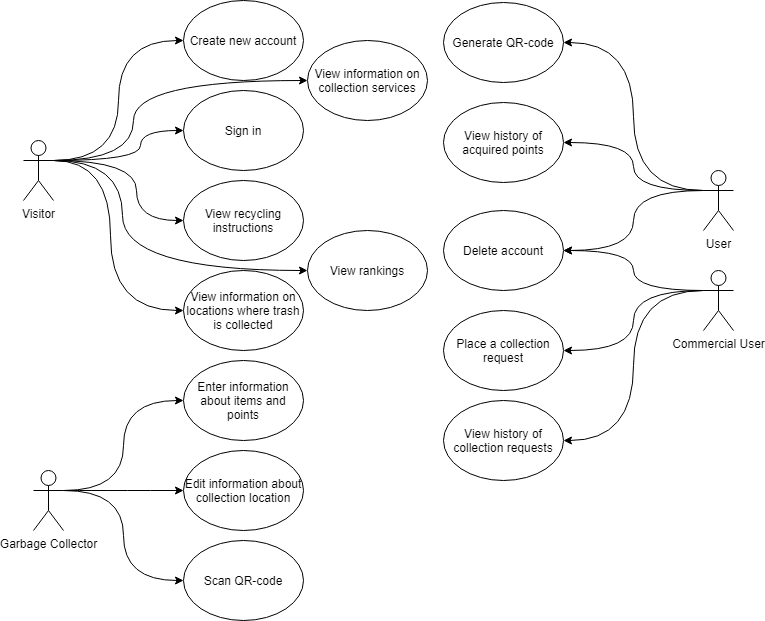 Create new account
View information on
collection services
Sign in
Visitor
View recycling
instructions
View rankings
View information on
locations where trash
is collected
Enter information
about items and
points
Edit information about
collection location
Garbage Collector
Scan QR-code
Generate QR-code
View history of
acquired points
User
Delete account
Commercial User
Place a collection
request
View history of
collection requests